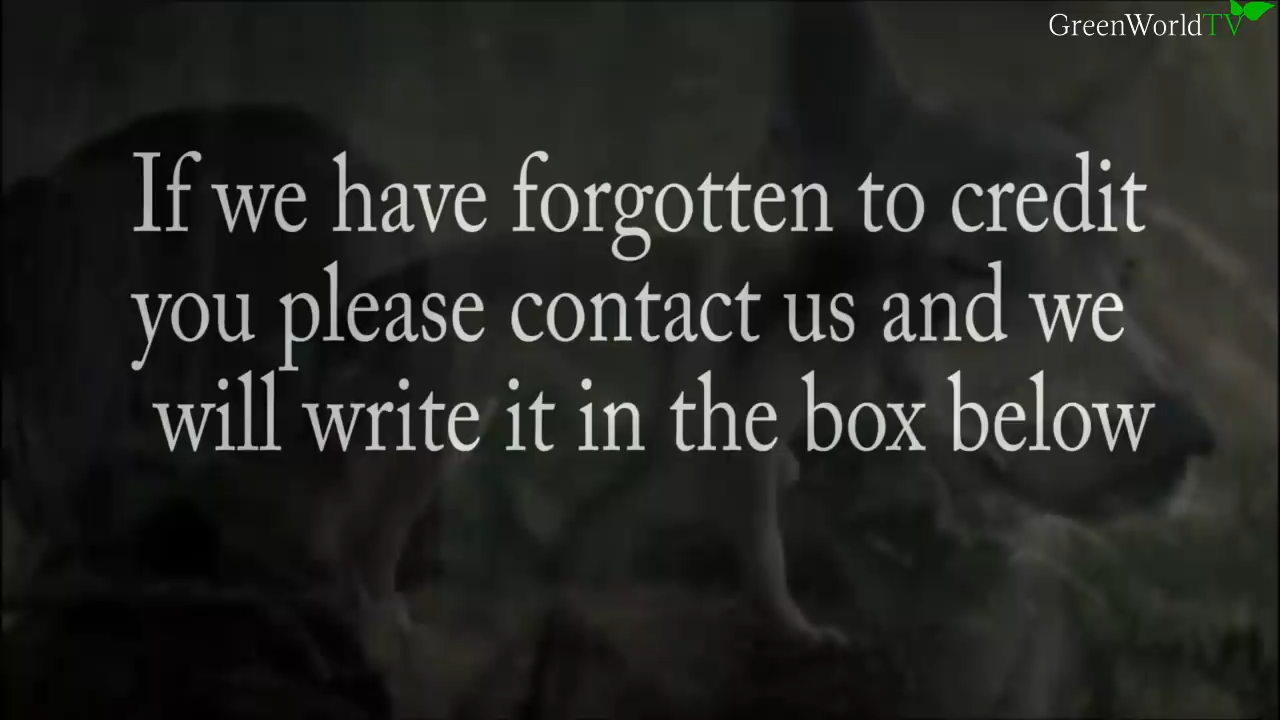 GreenWorldTV
If we have forgotten to credit
you please contact us and we
will write it in the box below